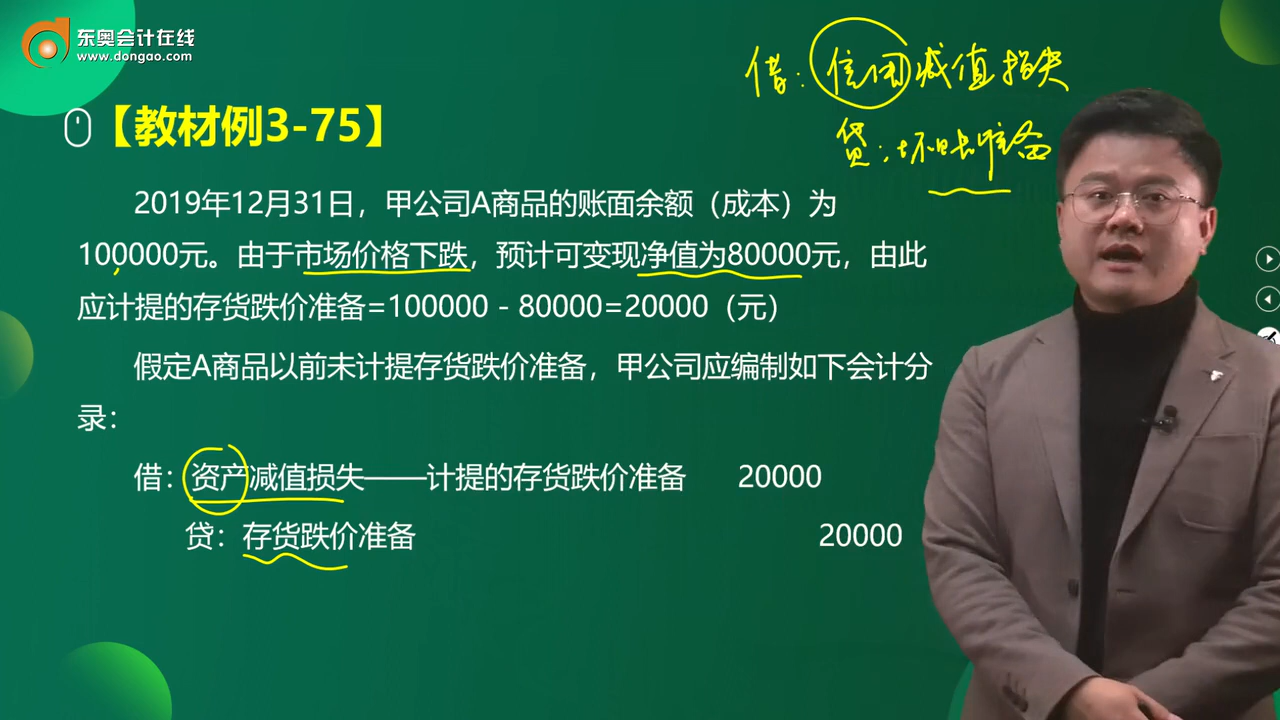 东奥会计在线
www.dongao.com
借：信用减值损失
贷：坏账准备
【教材例3-75】
2019年12月31日，甲公司A商品的账面余额（成本）为
100000元。由于市场价格下跌，预计可变现净值为80000元，由此
应计提的存货跌价准备=100000 - 80000=20000（元）
假定A商品以前未计提存货跌价准备，甲公司应编制如下会计分
录：
借：资产减值损失——计提的存货跌价准备 20000
贷：存货跌价准备 20000